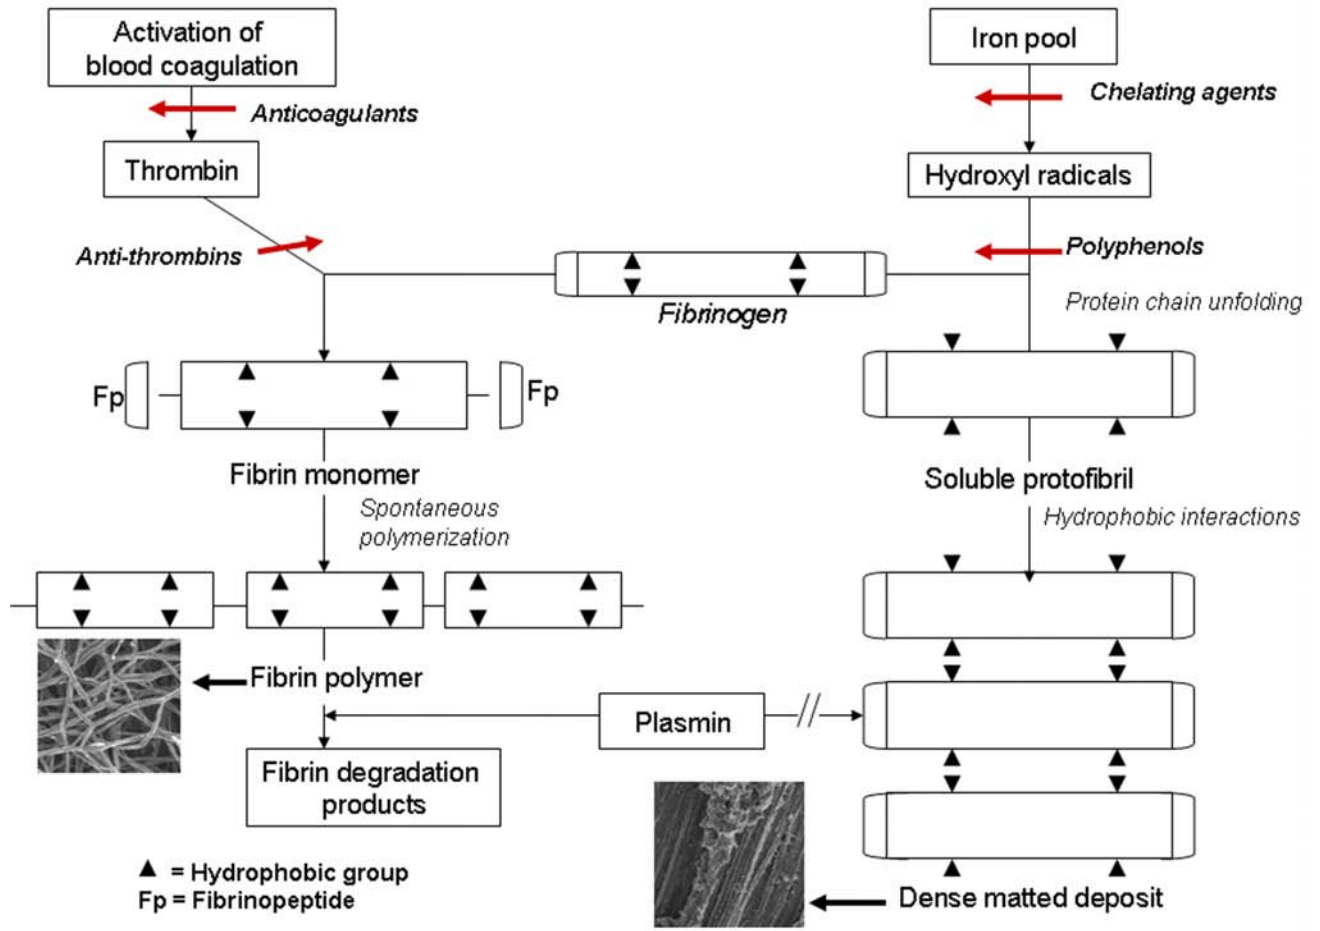 Activation of
blood coagulation
Iron pool
Anticoagulants
Chelating agents
Thrombin
Hydroxyl radicals
Anti-thrombins
Polyphenols
Fibrinogen
Protein chain unfolding
Fp
Fp
Fibrin monomer
Soluble protofibril
Spontaneous
polymerization
Hydrophobic interactions
Fibrin polymer
Plasmin
//
Fibrin degradation
products
▲ = Hydrophobic group
Fp = Fibrinopeptide
Dense matted deposit